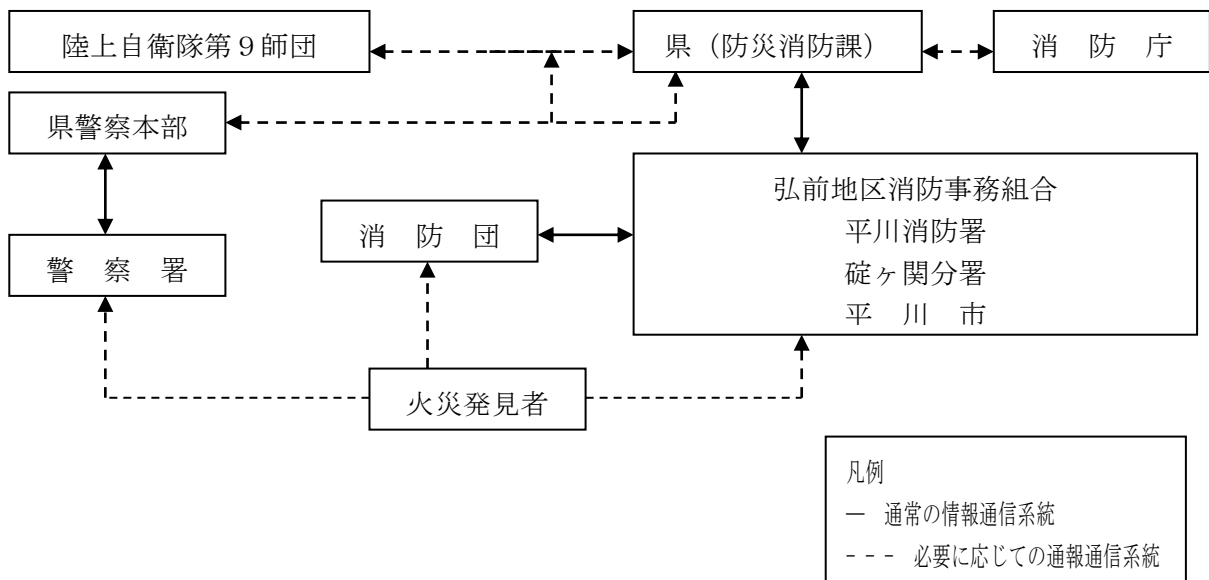 陸上自衛隊第９師団
県（防災消防課）
消　防　庁
県警察本部
弘前地区消防事務組合
平川消防署
碇ヶ関分署
平　川　市
消　防　団
警　察　署
火災発見者
凡例
―　通常の情報通信系統
- - -　必要に応じての通報通信系統